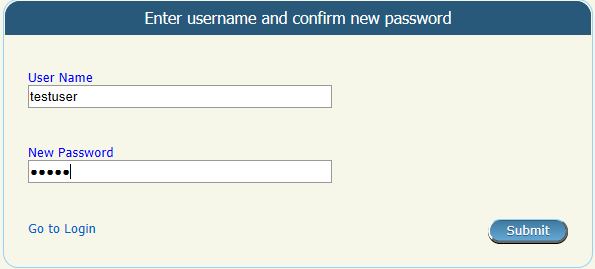 Enter username and confirm new password
User Name
testuser
New Password
●●●●●
Go to Login
Submit